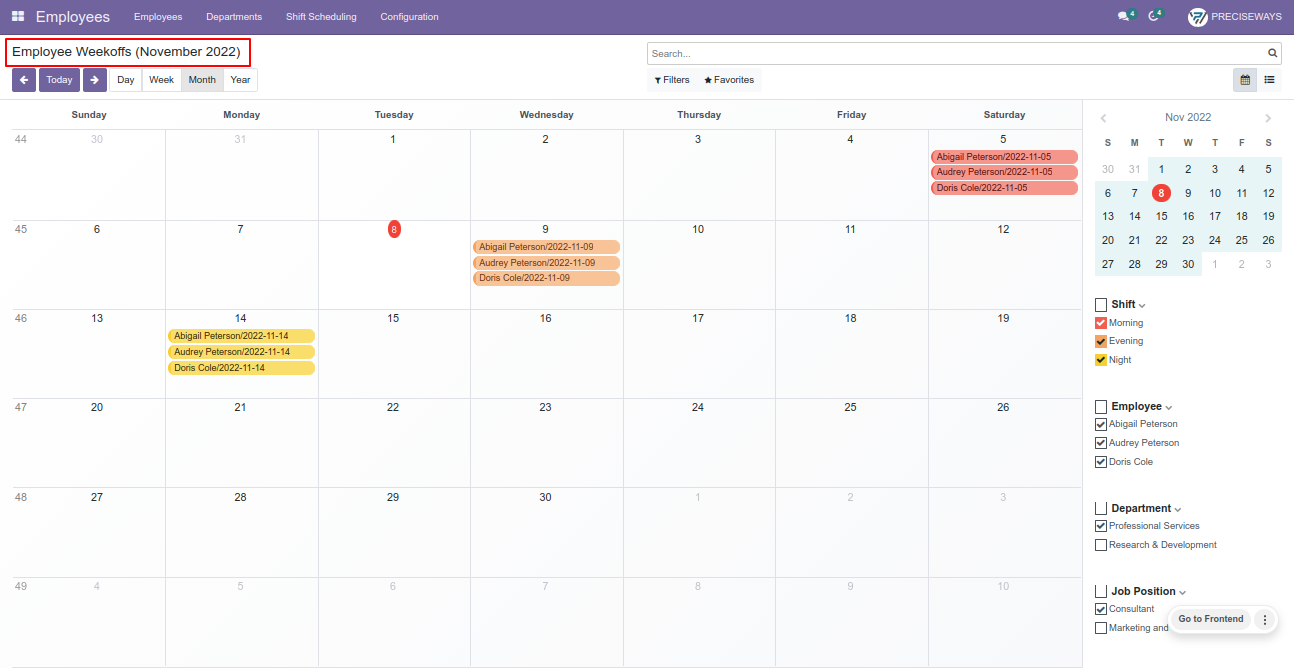 Employees Employees Departments Shift Scheduling Configuration 4 4 PRECISEWAYS
Employee Weekoffs (November 2022)
Search...
Today Day Week Month Year
Filters Favorites
Sunday Monday Tuesday Wednesday Thursday Friday Saturday
44 30 31 1 2 3 4 5
Abigail Peterson/2022-11-05
Audrey Peterson/2022-11-05
Doris Cole/2022-11-05
45 6 7 8 9 10 11 12
Abigail Peterson/2022-11-09
Audrey Peterson/2022-11-09
Doris Cole/2022-11-09
46 13 14 15 16 17 18 19
Abigail Peterson/2022-11-14
Audrey Peterson/2022-11-14
Doris Cole/2022-11-14
47 20 21 22 23 24 25 26
48 27 28 29 30 1 2 3
49 4 5 6 7 8 9 10
Nov 2022
S M T W T F S
30 31 1 2 3 4 5
6 7 8 9 10 11 12
13 14 15 16 17 18 19
20 21 22 23 24 25 26
27 28 29 30 1 2 3
Shift
Morning
Evening
Night
Employee
Abigail Peterson
Audrey Peterson
Doris Cole
Department
Professional Services
Research & Development
Job Position
Consultant
Marketing and
Go to Frontend